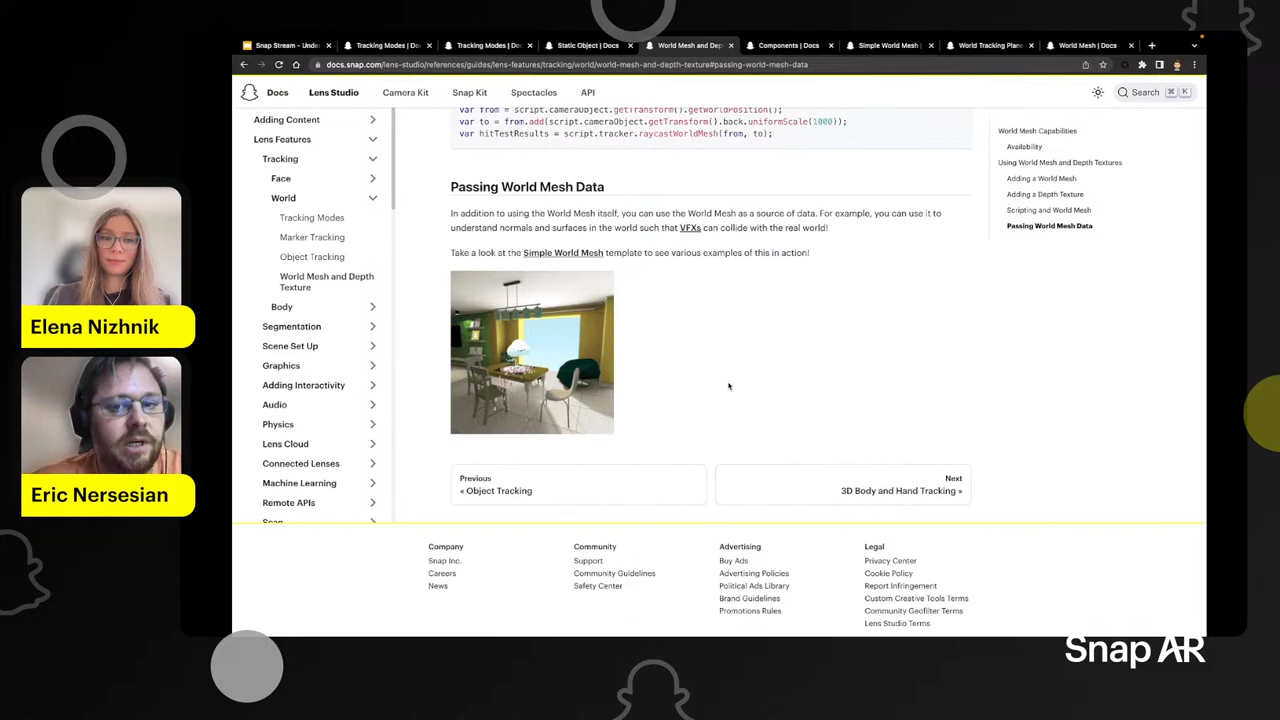 Snap Stream - Unde
Tracking Modes | Doc
Tracking Modes | Doc
Static Object | Docs
World Mesh and Dep
Components | Docs
Simple World Mesh |
World Tracking Plane
World Mesh | Docs
docs.snap.com/lens-studio/references/guides/lens-features/tracking/world/world-mesh-and-depth-texture#passing-world-mesh-data
Docs
Lens Studio
Camera Kit
Snap Kit
Spectacles
API
Search
⌘ K
Adding Content
Lens Features
Tracking
Face
World
Tracking Modes
Marker Tracking
Object Tracking
World Mesh and Depth
Texture
Body
Segmentation
Scene Set Up
Graphics
Adding Interactivity
Audio
Physics
Lens Cloud
Connected Lenses
Machine Learning
Remote APIs
var from = script.cameraObject.getTransform().getWorldPosition();
var to = from.add(script.cameraObject.getTransform().back.uniformScale(1000));
var hitTestResults = script.tracker.raycastWorldMesh(from, to);
Passing World Mesh Data
In addition to using the World Mesh itself, you can use the World Mesh as a source of data. For example, you can use it to
understand normals and surfaces in the world such that VFXs can collide with the real world!
Take a look at the Simple World Mesh template to see various examples of this in action!
Previous
« Object Tracking
Next
3D Body and Hand Tracking »
World Mesh Capabilities
Availability
Using World Mesh and Depth Textures
Adding a World Mesh
Adding a Depth Texture
Scripting and World Mesh
Passing World Mesh Data
Company
Snap Inc.
Careers
News
Community
Support
Community Guidelines
Safety Center
Advertising
Buy Ads
Advertising Policies
Political Ads Library
Brand Guidelines
Promotions Rules
Legal
Privacy Center
Cookie Policy
Report Infringement
Custom Creative Tools Terms
Community Geofilter Terms
Lens Studio Terms
Elena Nizhnik
Eric Nersesian
Snap AR